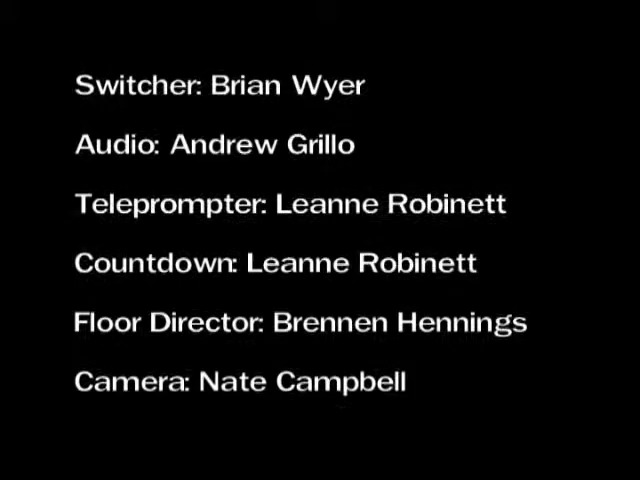 Switcher: Brian Wyer
Audio: Andrew Grillo
Teleprompter: Leanne Robinett
Countdown: Leanne Robinett
Floor Director: Brennen Hennings
Camera: Nate Campbell